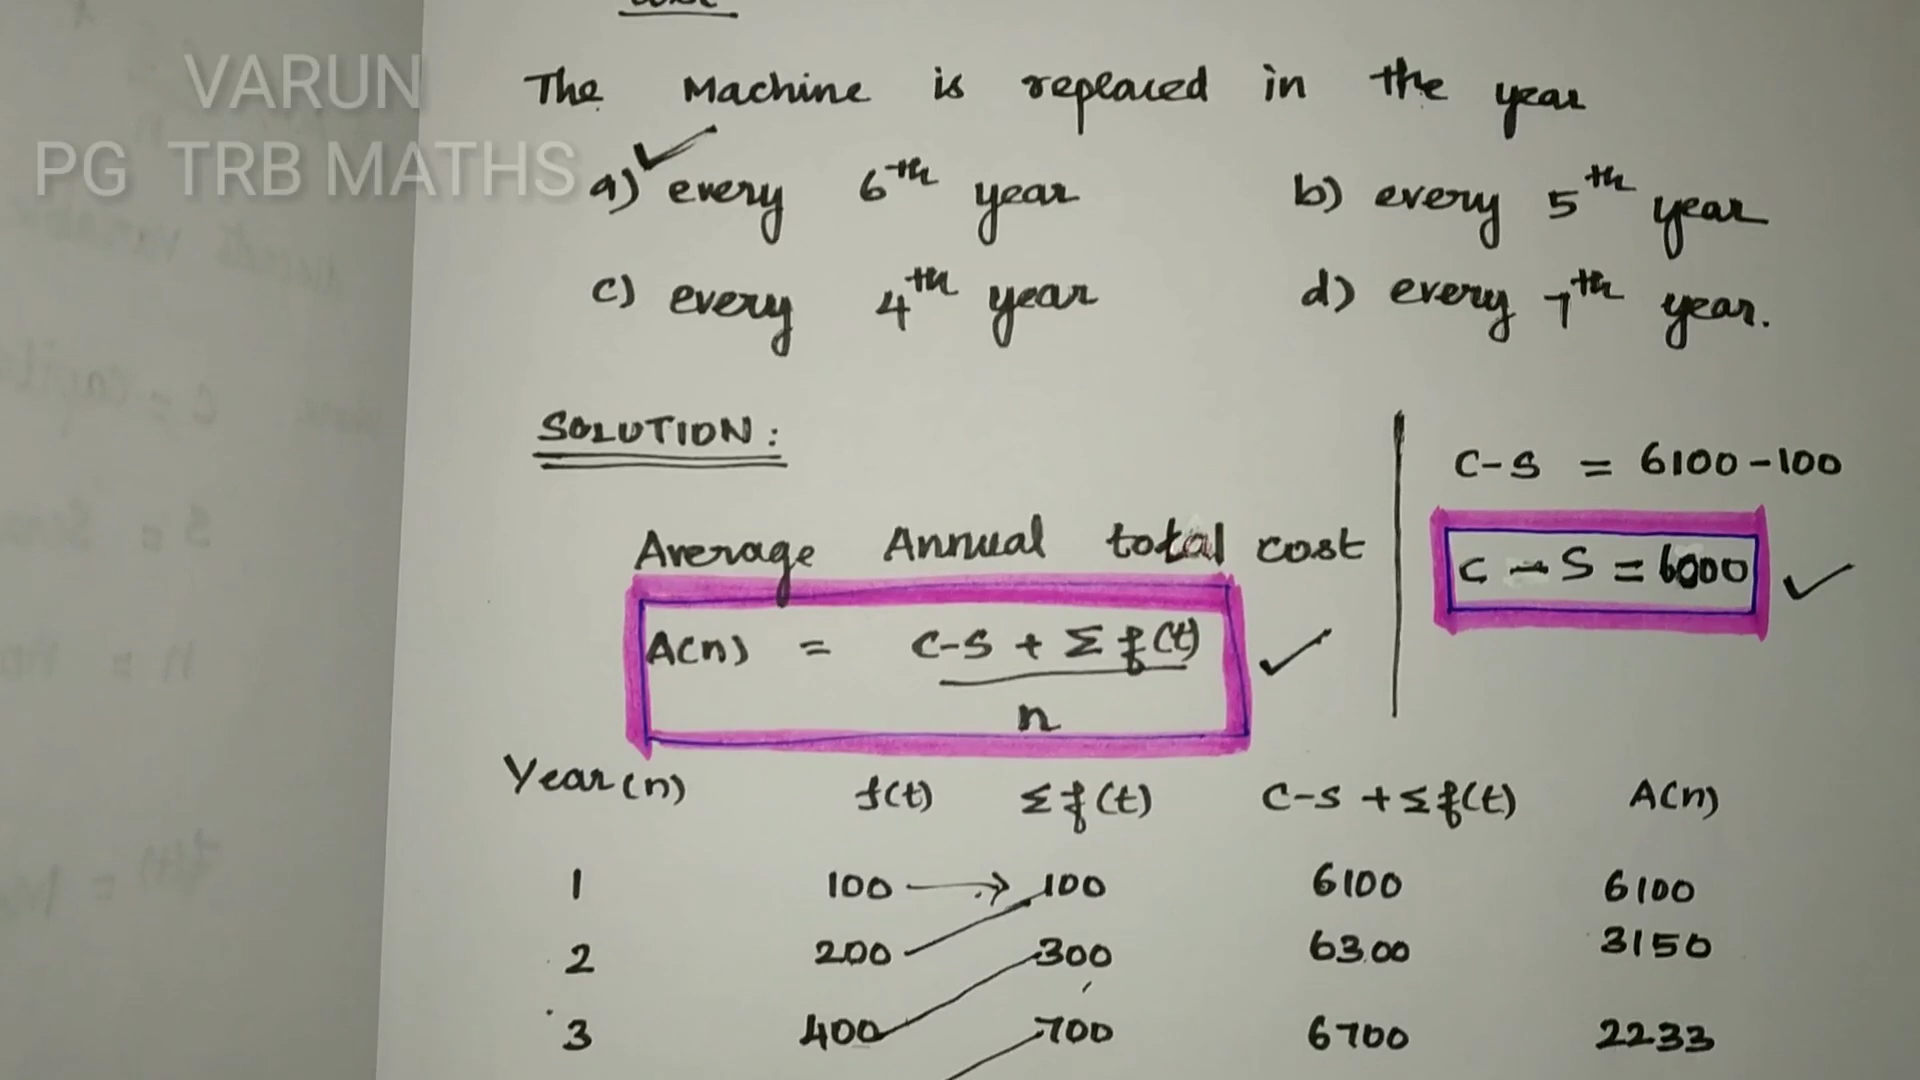 VARUN
PG TRB MATHS
The Machine is replaced in the year
a) every 6th year b) every 5th year
c) every 4th year d) every 7th year.
SOLUTION:
C-S = 6100-100
C-S = 6000
Average Annual total cost
A(n) = C-S + Σf(t)
n
Year(n) f(t) Σf(t) C-S+Σf(t) A(n)
1 100 100 6100 6100
2 200 300 6300 3150
3 400 700 6700 2233